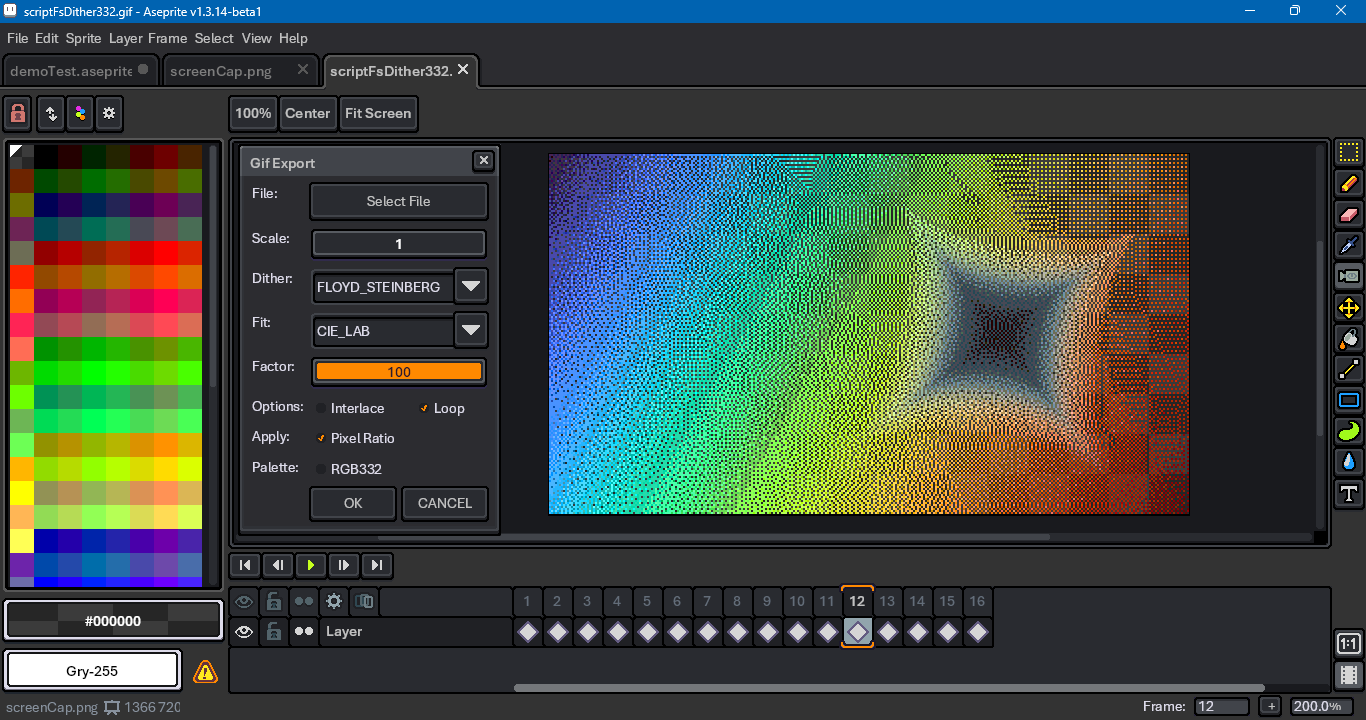 scriptFsDither332.gif - Aseprite v1.3.14-beta1
File Edit Sprite Layer Frame Select View Help
demoTest.aseprite screenCap.png scriptFsDither332.
100% Center Fit Screen
Gif Export
File: Select File
Scale: 1
Dither: FLOYD_STEINBERG
Fit: CIE_LAB
Factor: 100
Options: Interlace Loop
Apply: Pixel Ratio
Palette: RGB332
OK CANCEL
1 2 3 4 5 6 7 8 9 10 11 12 13 14 15 16
Layer
#000000
Gry-255
1:1
screenCap.png 1366 720
Frame: 12 + 200.0%